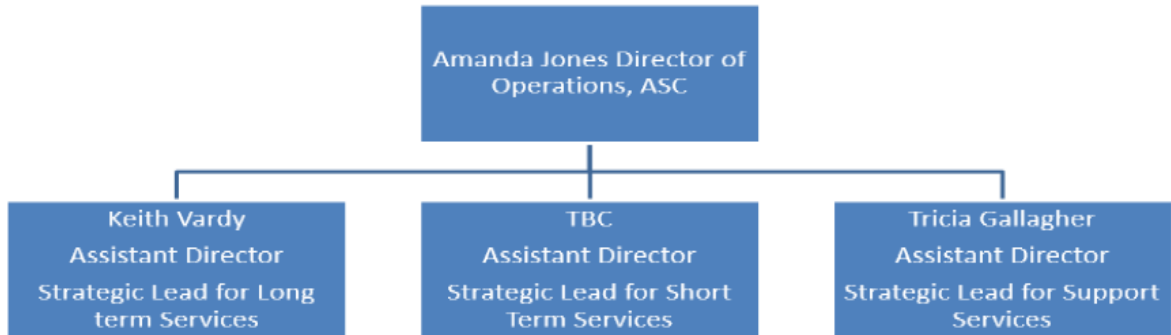 Amanda Jones Director of
Operations, ASC
Keith Vardy
Assistant Director
Strategic Lead for Long
term Services
TBC
Assistant Director
Strategic Lead for Short
Term Services
Tricia Gallagher
Assistant Director
Strategic Lead for Support
Services